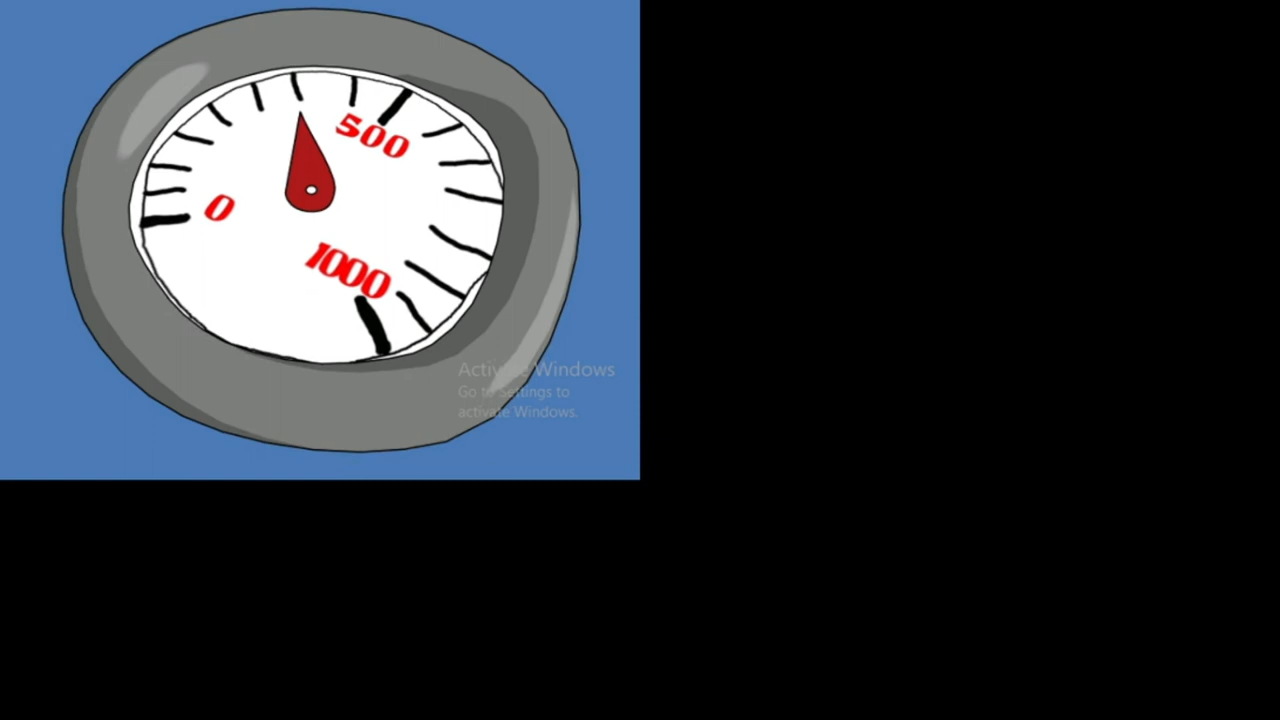 500
0
1000
Activate Windows
Go to Settings to
activate Windows.